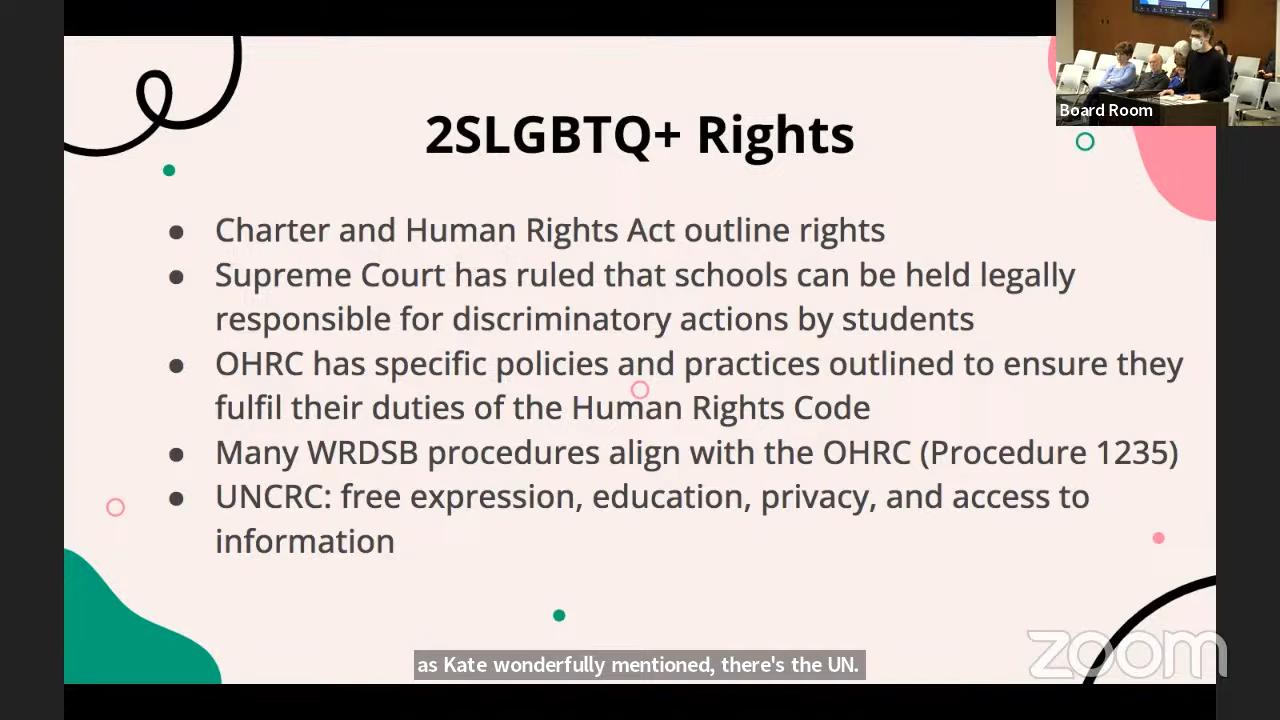 Board Room
2SLGBTQ+ Rights
● Charter and Human Rights Act outline rights
● Supreme Court has ruled that schools can be held legally
responsible for discriminatory actions by students
● OHRC has specific policies and practices outlined to ensure they
fulfil their duties of the Human Rights Code
● Many WRDSB procedures align with the OHRC (Procedure 1235)
● UNCRC: free expression, education, privacy, and access to
information
as Kate wonderfully mentioned, there's the UN.
zoom